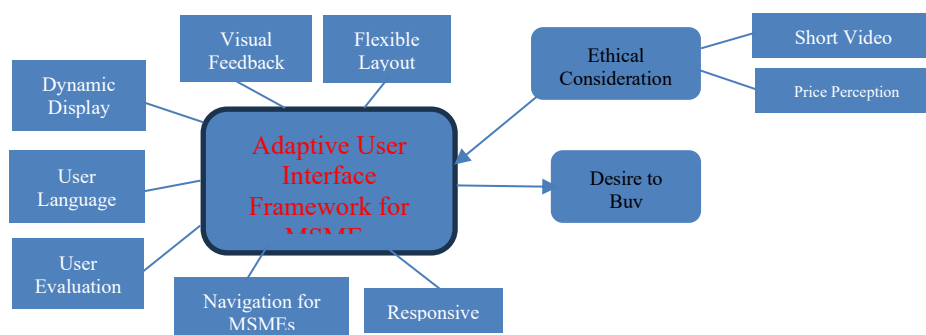 Visual
Feedback
Flexible
Layout
Ethical
Consideration
Short Video
Price Perception
Dynamic
Display
Adaptive User
Interface
Framework for
MSMEs
User
Language
Desire to
Buy
User
Evaluation
Navigation for
MSMEs
Responsive